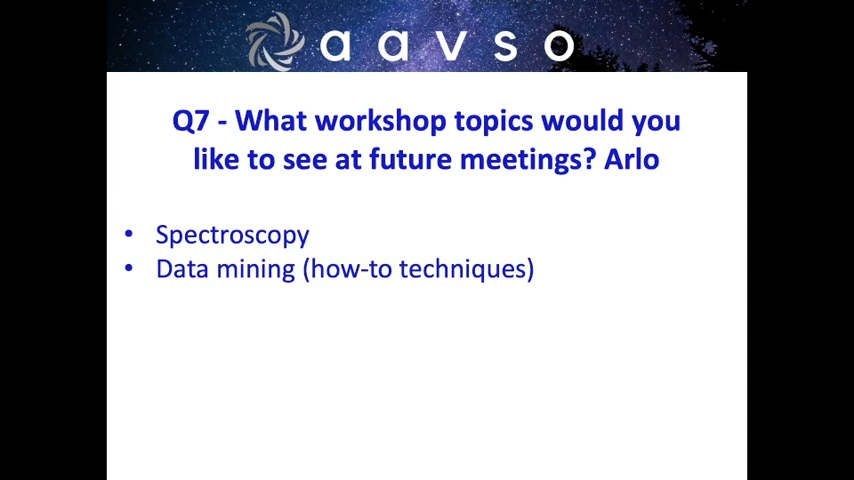 aavso
Q7 - What workshop topics would you
like to see at future meetings? Arlo
• Spectroscopy
• Data mining (how-to techniques)